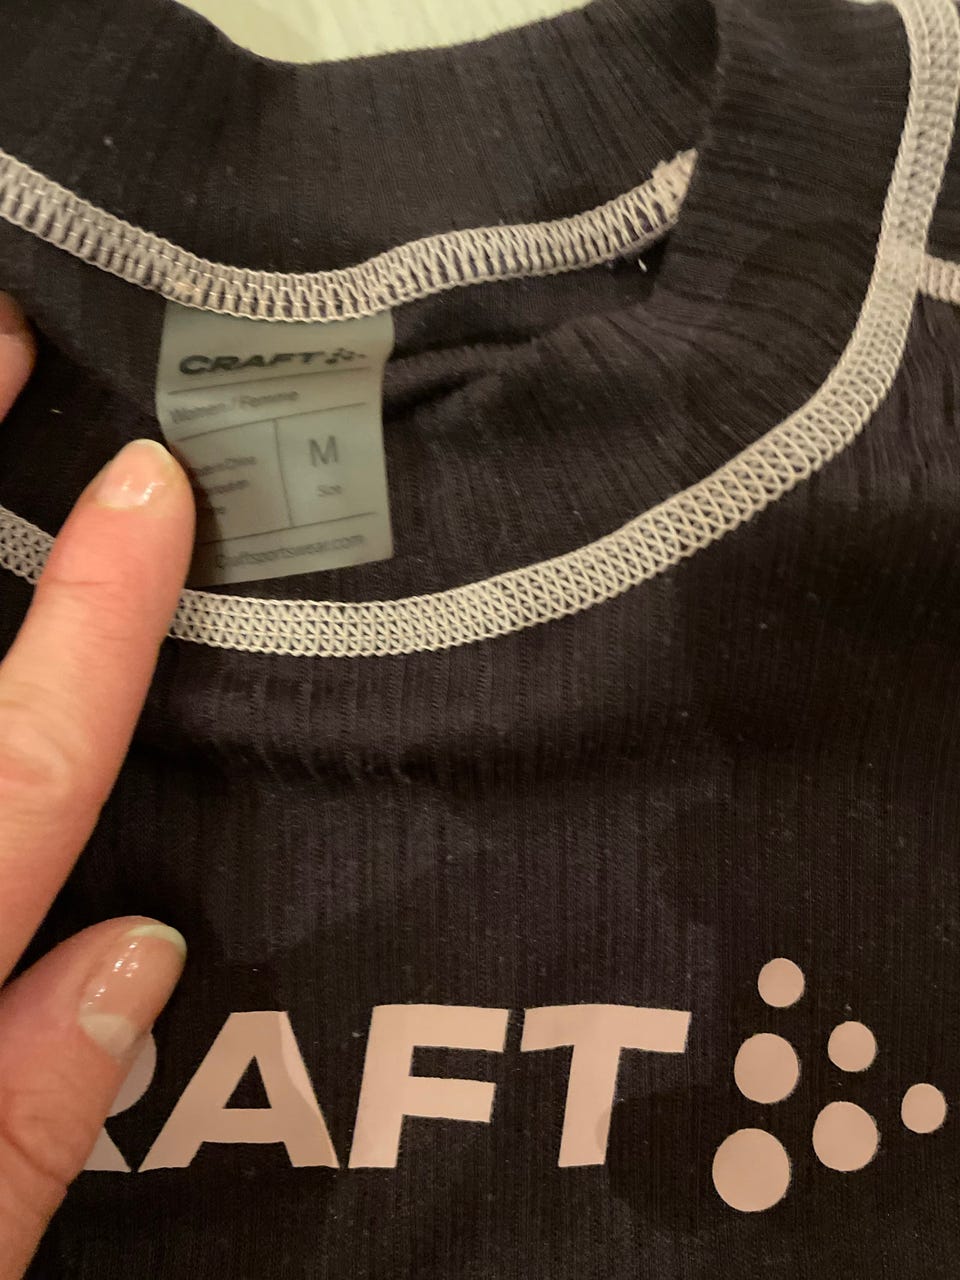 CRAFT
Women / Femme
M
Size
craftsportswear.com
RAFT